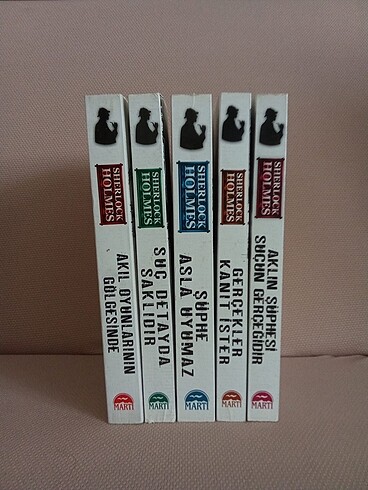 SHERLOCK
HOLMES
AKIL OYUNLARININ
GÖLGESİNDE
MARTI
SHERLOCK
HOLMES
SUÇ DETAYDA
SAKLIDIR
MARTI
SHERLOCK
HOLMES
ŞÜPHE
ASLA UYUMAZ
MARTI
SHERLOCK
HOLMES
GERÇEKLER
KANIT İSTER
MARTI
SHERLOCK
HOLMES
AKLIN ŞÜPHESİ
SUÇUN GERÇEĞİDİR
MARTI